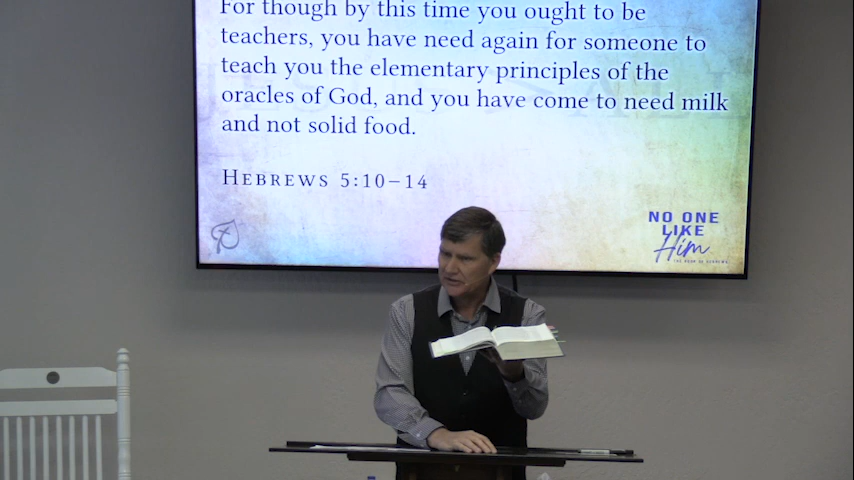 For though by this time you ought to be
teachers, you have need again for someone to
teach you the elementary principles of the
oracles of God, and you have come to need milk
and not solid food.
HEBREWS 5:10–14
NO ONE
LIKE
Him